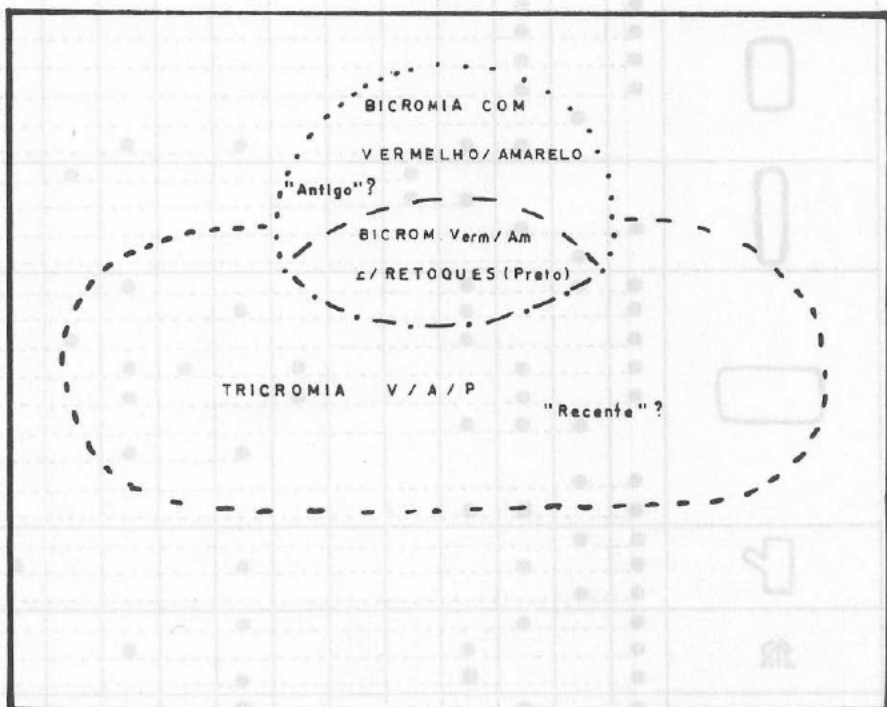 BICROMIA COM
VERMELHO/AMARELO
"Antigo"?
BICROM. Verm/Am
c/RETOQUES (Preto)
TRICROMIA V/A/P
"Recente"?